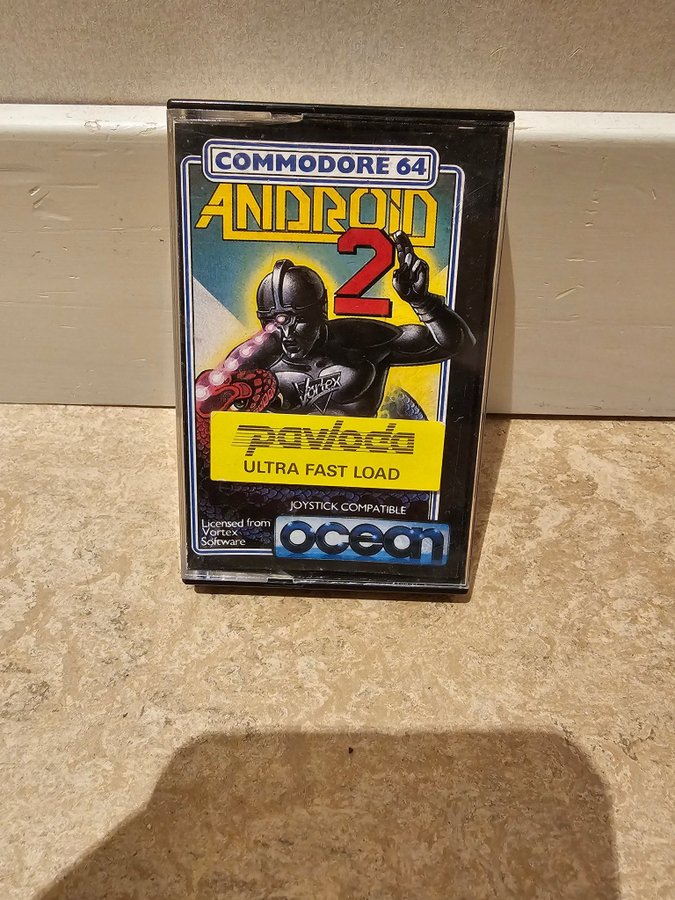 COMMODORE 64
ANDROID
2
Vortex
pavloda
ULTRA FAST LOAD
JOYSTICK COMPATIBLE
Licensed from
Vortex
Software
ocean